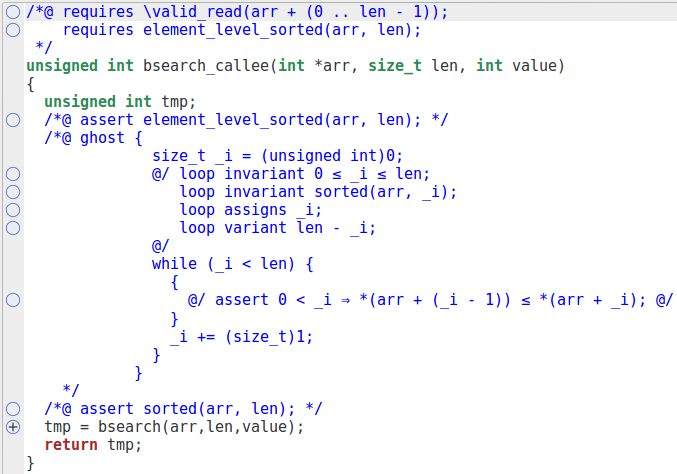 /*@ requires \valid_read(arr + (0 .. len - 1));
    requires element_level_sorted(arr, len);
 */
unsigned int bsearch_callee(int *arr, size_t len, int value)
{
  unsigned int tmp;
  /*@ assert element_level_sorted(arr, len); */
  /*@ ghost {
              size_t _i = (unsigned int)0;
              @/ loop invariant 0 ≤ _i ≤ len;
                 loop invariant sorted(arr, _i);
                 loop assigns _i;
                 loop variant len - _i;
              @/
              while (_i < len) {
                {
                  @/ assert 0 < _i ⇒ *(arr + (_i - 1)) ≤ *(arr + _i); @/
                }
                _i += (size_t)1;
              }
            }
    */
  /*@ assert sorted(arr, len); */
  tmp = bsearch(arr,len,value);
  return tmp;
}